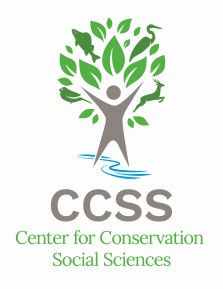 CCSS
Center for Conservation
Social Sciences